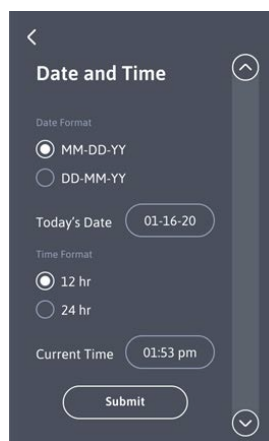 Date and Time
Date Format
MM-DD-YY
DD-MM-YY
Today's Date 01-16-20
Time Format
12 hr
24 hr
Current Time 01:53 pm
Submit